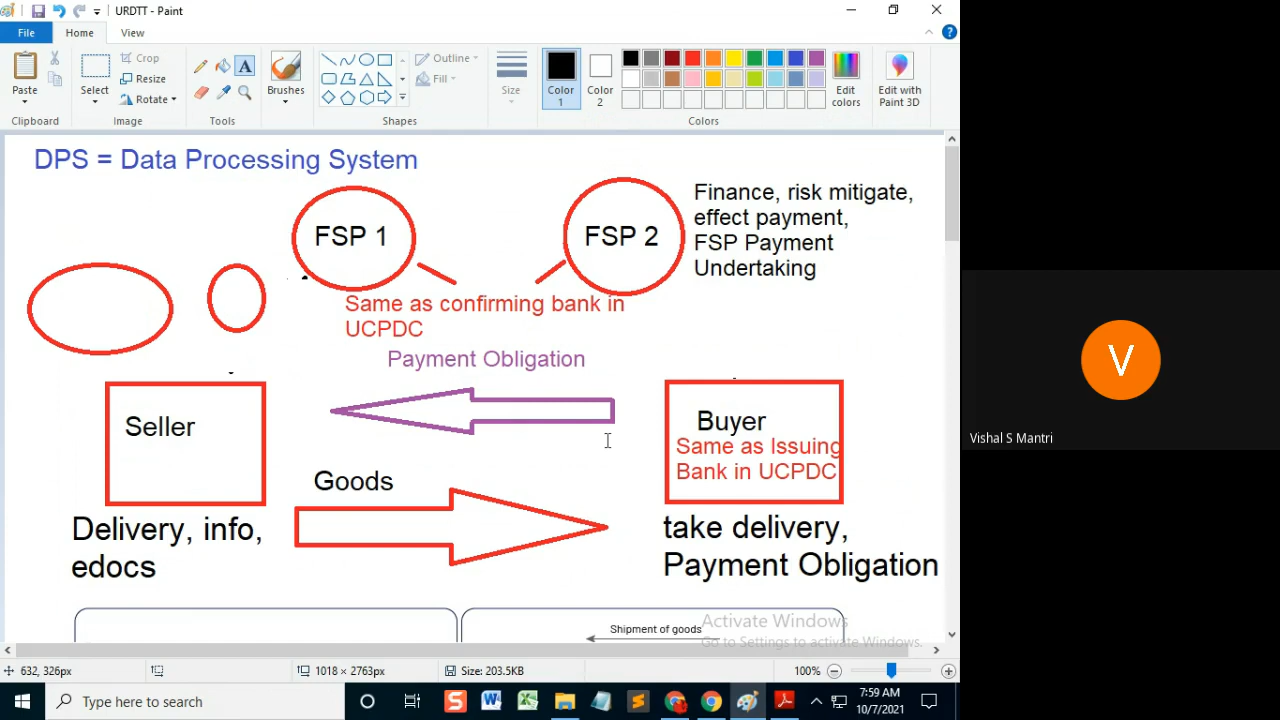 URDTT - Paint
File
Home
View
Paste
Clipboard
Select
Crop
Resize
Rotate
Image
A
Tools
Brushes
Outline
Fill
Shapes
Size
Color
1
Color
2
Edit
colors
Edit with
Paint 3D
Colors
DPS = Data Processing System
FSP 1
FSP 2
Finance, risk mitigate,
effect payment,
FSP Payment
Undertaking
Same as confirming bank in
UCPDC
Payment Obligation
Seller
Buyer
Same as Issuing
Bank in UCPDC
Goods
Delivery, info,
edocs
take delivery,
Payment Obligation
Shipment of goods
Activate Windows
Go to Settings to activate Windows.
632, 326px
1018 × 2763px
Size: 203.5KB
100%
Type here to search
7:59 AM
10/7/2021
V
Vishal S Mantri